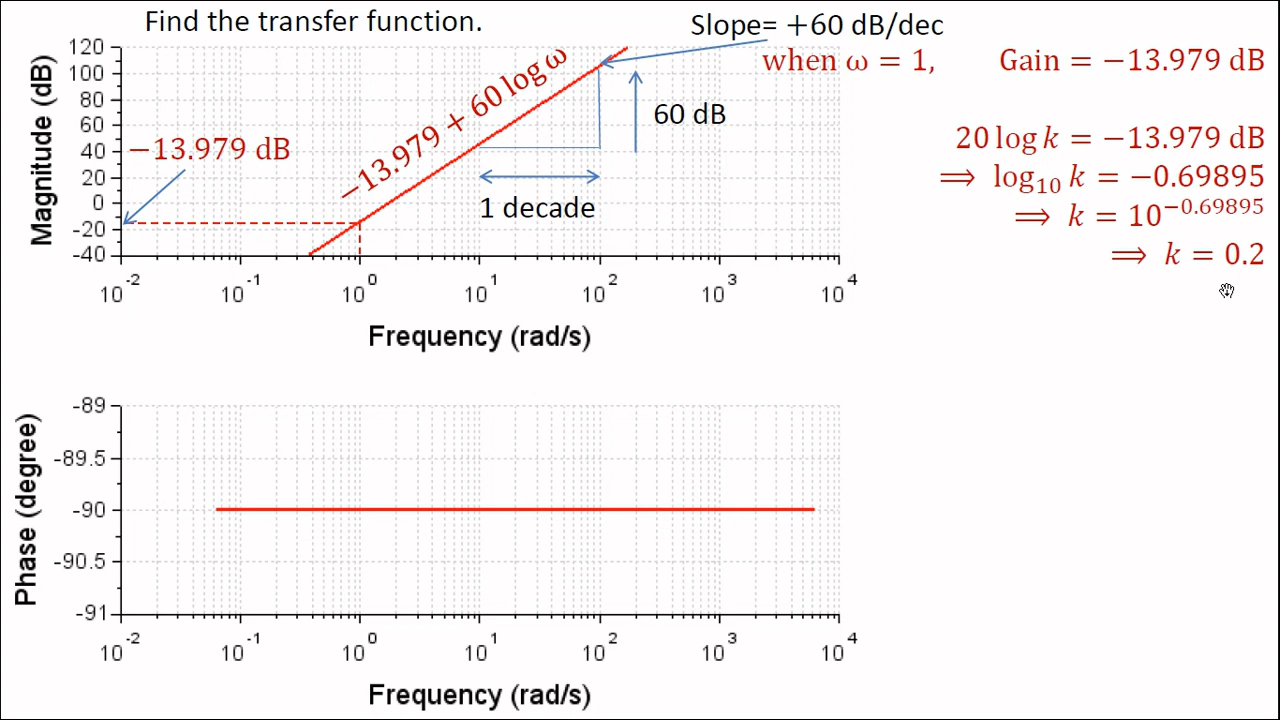 Find the transfer function.
Slope= +60 dB/dec
when ω = 1, Gain = −13.979 dB
−13.979 + 60 log ω
60 dB
−13.979 dB
1 decade
20 log k = −13.979 dB
⟹ log₁₀ k = −0.69895
⟹ k = 10^−0.69895
⟹ k = 0.2
Magnitude (dB)
120
100
80
60
40
20
0
-20
-40
10^-2 10^-1 10^0 10^1 10^2 10^3 10^4
Frequency (rad/s)
Phase (degree)
-89
-89.5
-90
-90.5
-91
10^-2 10^-1 10^0 10^1 10^2 10^3 10^4
Frequency (rad/s)